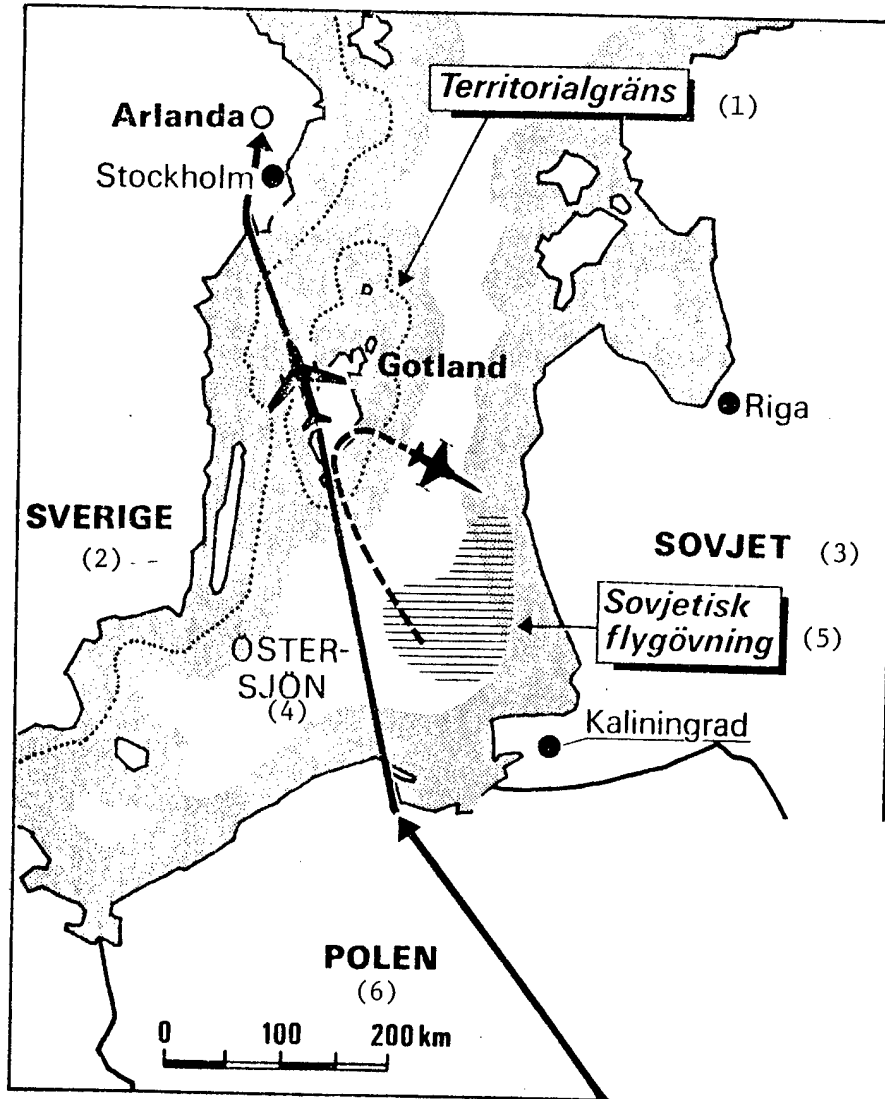 Territorialgräns (1)
Arlanda
Stockholm
Gotland
Riga
SVERIGE
(2)
SOVJET (3)
Sovjetisk
flygövning (5)
ÖSTER-
SJÖN
(4)
Kaliningrad
POLEN
(6)
0 100 200 km